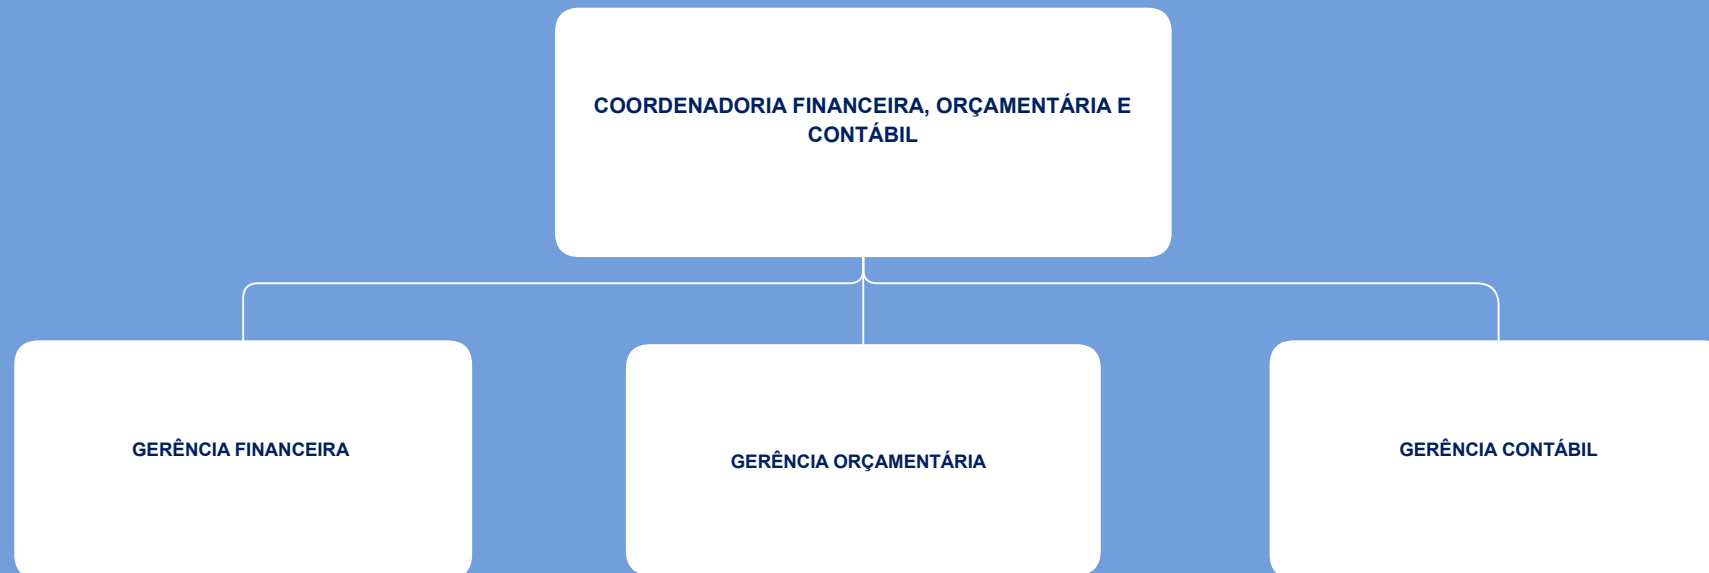 COORDENADORIA FINANCEIRA, ORÇAMENTÁRIA E
CONTÁBIL
GERÊNCIA FINANCEIRA
GERÊNCIA ORÇAMENTÁRIA
GERÊNCIA CONTÁBIL